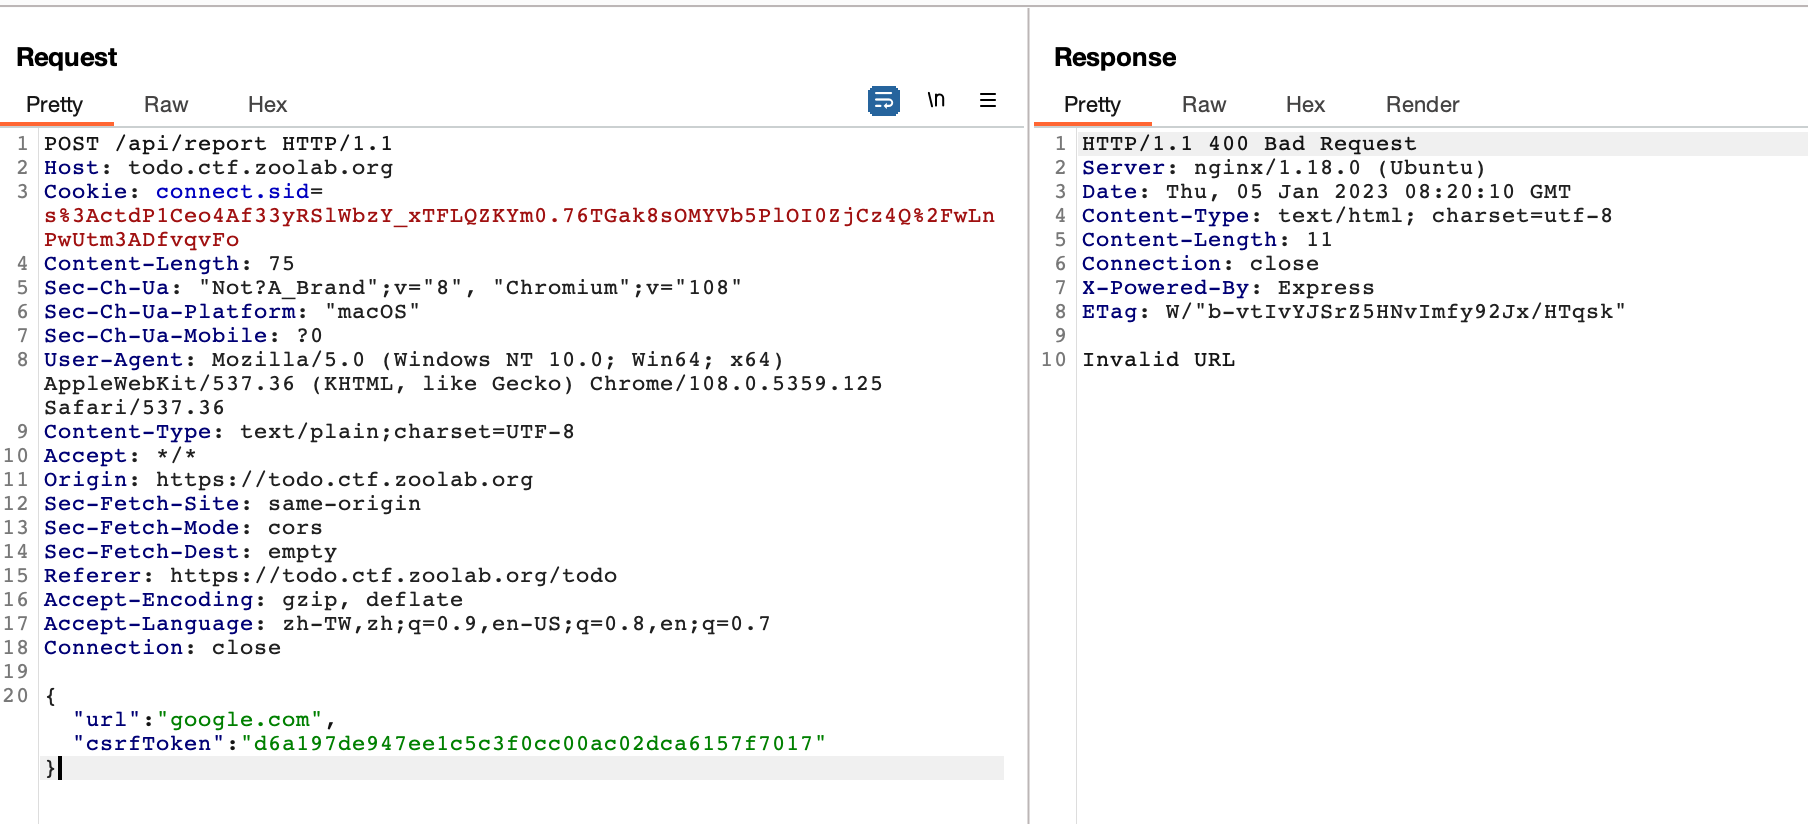 Request
Pretty Raw Hex \n
1 POST /api/report HTTP/1.1
2 Host: todo.ctf.zoolab.org
3 Cookie: connect.sid=
s%3ActdP1Ceo4Af33yRSlWbzY_xTFLQZKYm0.76TGak8sOMYVb5PlOI0ZjCz4Q%2FwLn
PwUtm3ADfvqvFo
4 Content-Length: 75
5 Sec-Ch-Ua: "Not?A_Brand";v="8", "Chromium";v="108"
6 Sec-Ch-Ua-Platform: "macOS"
7 Sec-Ch-Ua-Mobile: ?0
8 User-Agent: Mozilla/5.0 (Windows NT 10.0; Win64; x64)
AppleWebKit/537.36 (KHTML, like Gecko) Chrome/108.0.5359.125
Safari/537.36
9 Content-Type: text/plain;charset=UTF-8
10 Accept: */*
11 Origin: https://todo.ctf.zoolab.org
12 Sec-Fetch-Site: same-origin
13 Sec-Fetch-Mode: cors
14 Sec-Fetch-Dest: empty
15 Referer: https://todo.ctf.zoolab.org/todo
16 Accept-Encoding: gzip, deflate
17 Accept-Language: zh-TW,zh;q=0.9,en-US;q=0.8,en;q=0.7
18 Connection: close
19
20 {
"url":"google.com",
"csrfToken":"d6a197de947ee1c5c3f0cc00ac02dca6157f7017"
}
Response
Pretty Raw Hex Render
1 HTTP/1.1 400 Bad Request
2 Server: nginx/1.18.0 (Ubuntu)
3 Date: Thu, 05 Jan 2023 08:20:10 GMT
4 Content-Type: text/html; charset=utf-8
5 Content-Length: 11
6 Connection: close
7 X-Powered-By: Express
8 ETag: W/"b-vtIvYJSrZ5HNvImfy92Jx/HTqsk"
9
10 Invalid URL